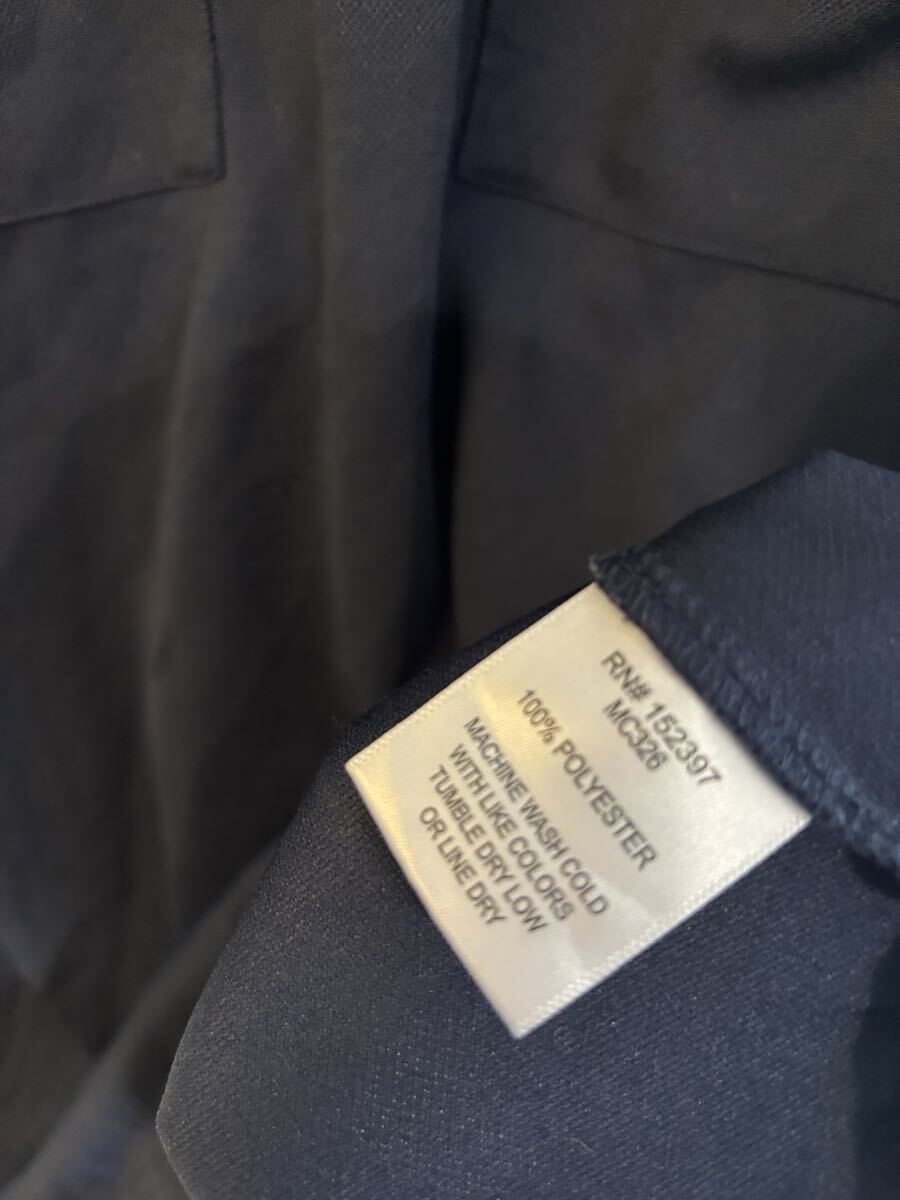 RN# 152397
MC326
100% POLYESTER
MACHINE WASH COLD
WITH LIKE COLORS
TUMBLE DRY LOW
OR LINE DRY